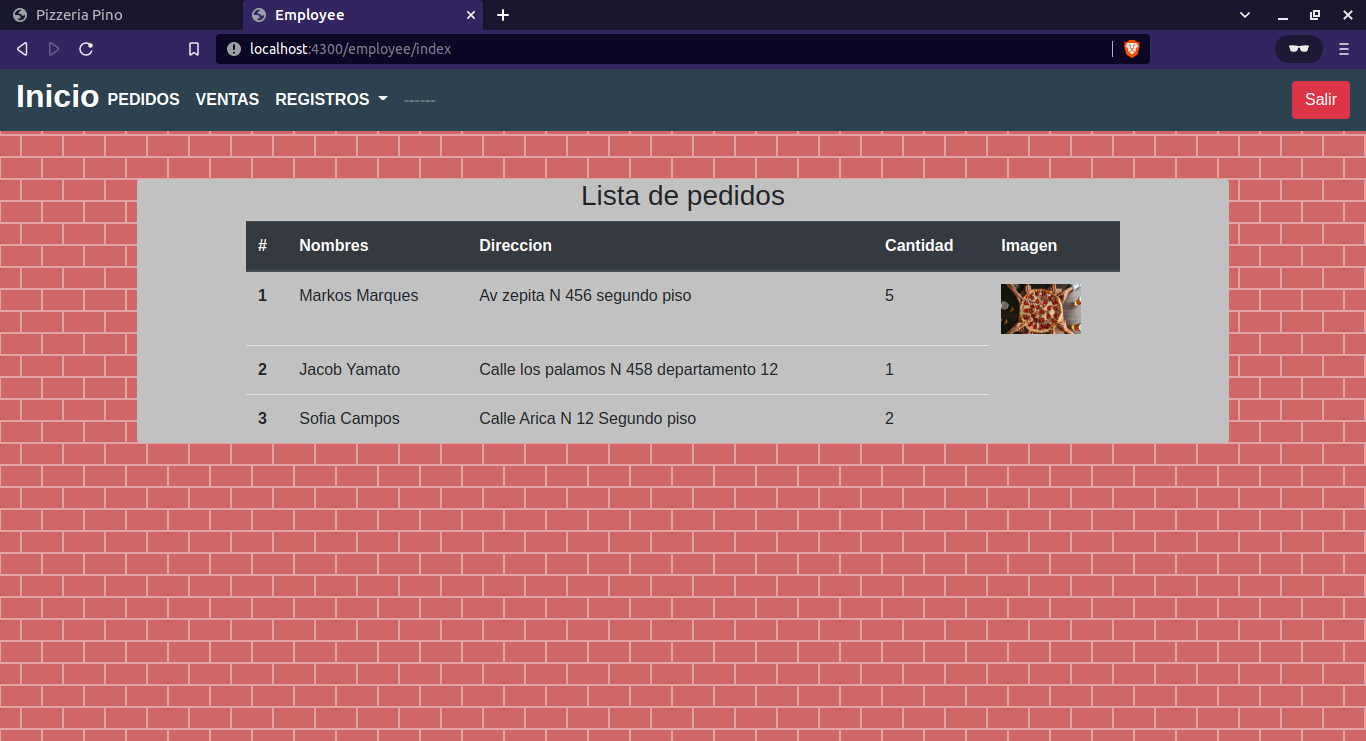 Pizzeria Pino
Employee
localhost:4300/employee/index
Inicio PEDIDOS VENTAS REGISTROS ------ Salir
Lista de pedidos
# Nombres Direccion Cantidad Imagen
1 Markos Marques Av zepita N 456 segundo piso 5
2 Jacob Yamato Calle los palamos N 458 departamento 12 1
3 Sofia Campos Calle Arica N 12 Segundo piso 2